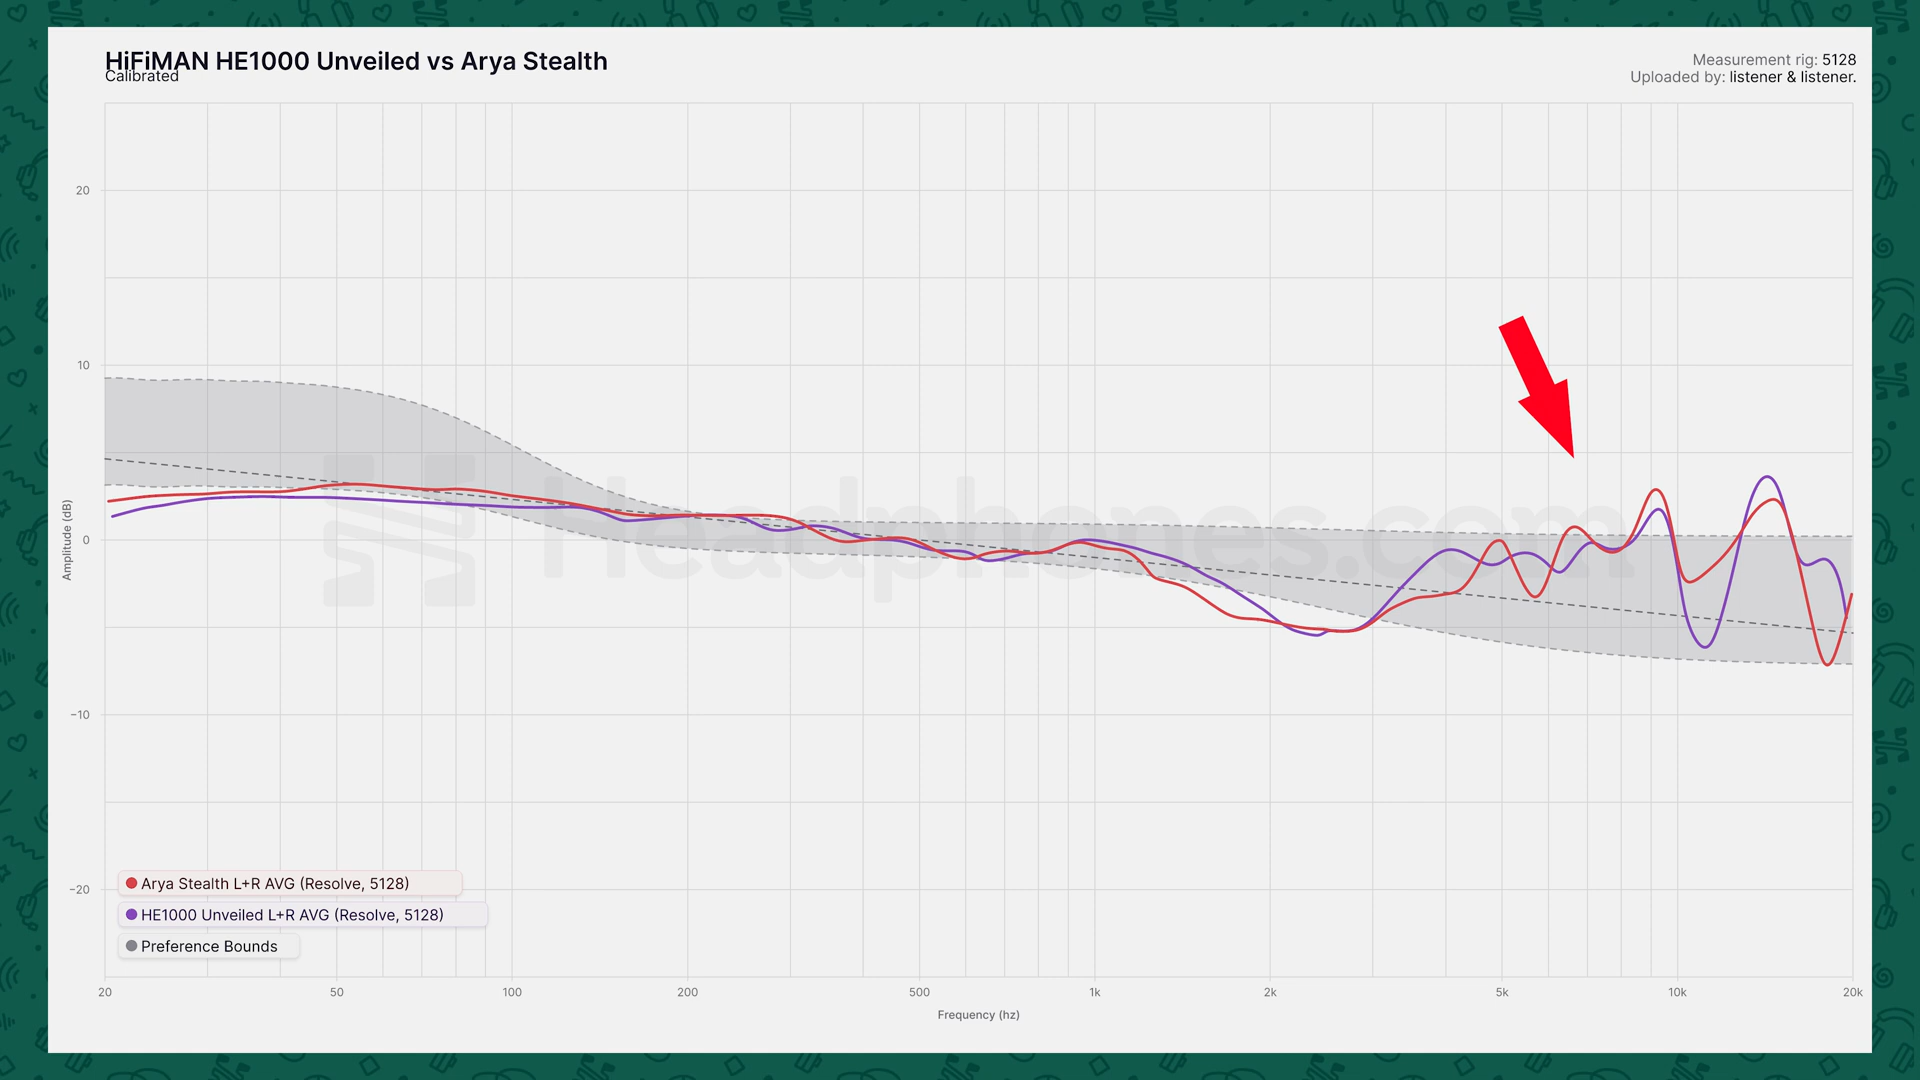 HiFiMAN HE1000 Unveiled vs Arya Stealth
Calibrated
Measurement rig: 5128
Uploaded by: listener & listener.
20
10
0
−10
−20
Amplitude (dB)
Headphones.com
Arya Stealth L+R AVG (Resolve, 5128)
HE1000 Unveiled L+R AVG (Resolve, 5128)
Preference Bounds
20 50 100 200 500 1k 2k 5k 10k 20k
Frequency (hz)